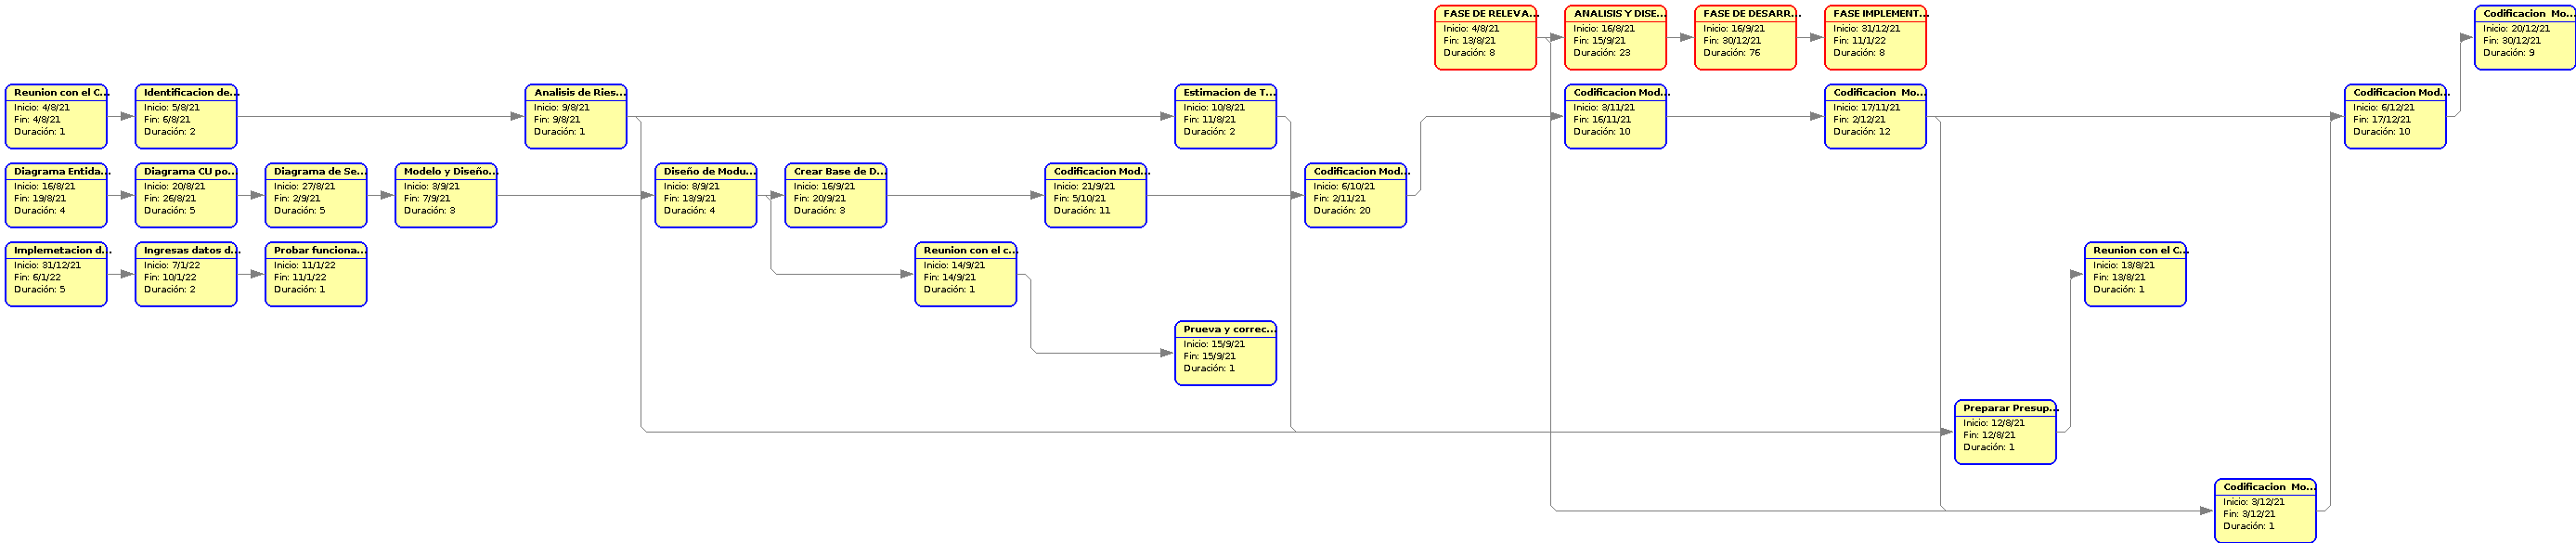 FASE DE RELEVA...
Inicio: 4/8/21
Fin: 13/8/21
Duración: 8
ANALISIS Y DISE...
Inicio: 16/8/21
Fin: 15/9/21
Duración: 23
FASE DE DESARR...
Inicio: 16/9/21
Fin: 30/12/21
Duración: 76
FASE IMPLEMENT...
Inicio: 31/12/21
Fin: 11/1/22
Duración: 8
Codificacion Mo...
Inicio: 20/12/21
Fin: 30/12/21
Duración: 9
Reunion con el C...
Inicio: 4/8/21
Fin: 4/8/21
Duración: 1
Identificacion de...
Inicio: 5/8/21
Fin: 6/8/21
Duración: 2
Analisis de Ries...
Inicio: 9/8/21
Fin: 9/8/21
Duración: 1
Estimacion de T...
Inicio: 10/8/21
Fin: 11/8/21
Duración: 2
Codificacion Mod...
Inicio: 3/11/21
Fin: 16/11/21
Duración: 10
Codificacion Mo...
Inicio: 17/11/21
Fin: 2/12/21
Duración: 12
Codificacion Mod...
Inicio: 6/12/21
Fin: 17/12/21
Duración: 10
Diagrama Entida...
Inicio: 16/8/21
Fin: 19/8/21
Duración: 4
Diagrama CU po...
Inicio: 20/8/21
Fin: 26/8/21
Duración: 5
Diagrama de Se...
Inicio: 27/8/21
Fin: 2/9/21
Duración: 5
Modelo y Diseño...
Inicio: 3/9/21
Fin: 7/9/21
Duración: 3
Diseño de Modu...
Inicio: 8/9/21
Fin: 13/9/21
Duración: 4
Crear Base de D...
Inicio: 16/9/21
Fin: 20/9/21
Duración: 3
Codificacion Mod...
Inicio: 21/9/21
Fin: 5/10/21
Duración: 11
Codificacion Mod...
Inicio: 6/10/21
Fin: 2/11/21
Duración: 20
Implemetacion d...
Inicio: 31/12/21
Fin: 6/1/22
Duración: 5
Ingresas datos d...
Inicio: 7/1/22
Fin: 10/1/22
Duración: 2
Probar funciona...
Inicio: 11/1/22
Fin: 11/1/22
Duración: 1
Reunion con el c...
Inicio: 14/9/21
Fin: 14/9/21
Duración: 1
Reunion con el C...
Inicio: 13/8/21
Fin: 13/8/21
Duración: 1
Prueva y correc...
Inicio: 15/9/21
Fin: 15/9/21
Duración: 1
Preparar Presup...
Inicio: 12/8/21
Fin: 12/8/21
Duración: 1
Codificacion Mo...
Inicio: 3/12/21
Fin: 3/12/21
Duración: 1